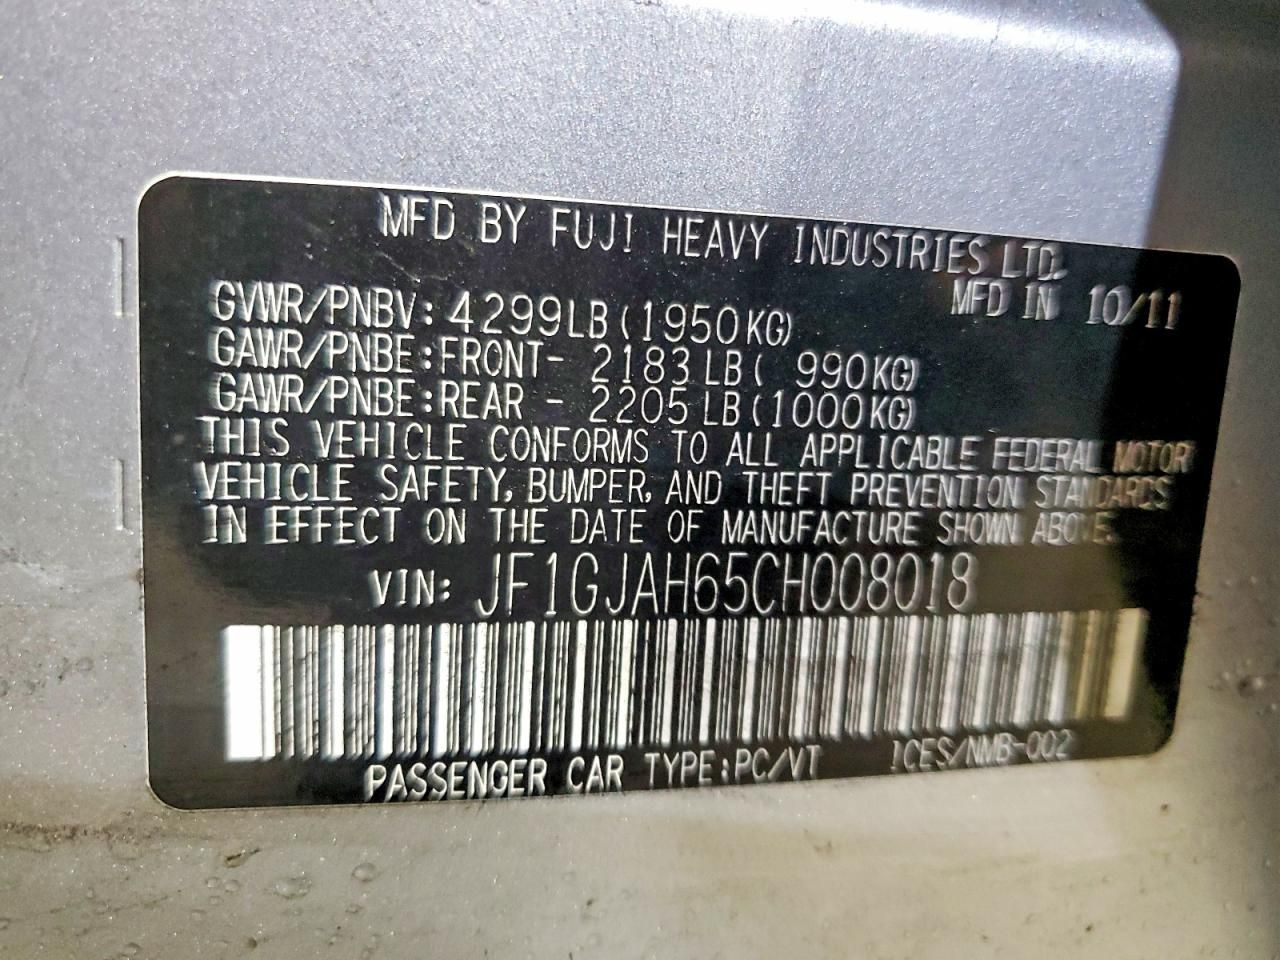 MFD BY FUJI HEAVY INDUSTRIES LTD.
MFD IN 10/11
GVWR/PNBV: 4299LB(1950KG)
GAWR/PNBE:FRONT- 2183LB( 990KG)
GAWR/PNBE:REAR - 2205LB(1000KG)
THIS VEHICLE CONFORMS TO ALL APPLICABLE FEDERAL MOTOR
VEHICLE SAFETY, BUMPER, AND THEFT PREVENTION STANDARDS
IN EFFECT ON THE DATE OF MANUFACTURE SHOWN ABOVE.
VIN: JF1GJAH65CH008018
PASSENGER CAR TYPE:PC/VT ICES/NMB-002